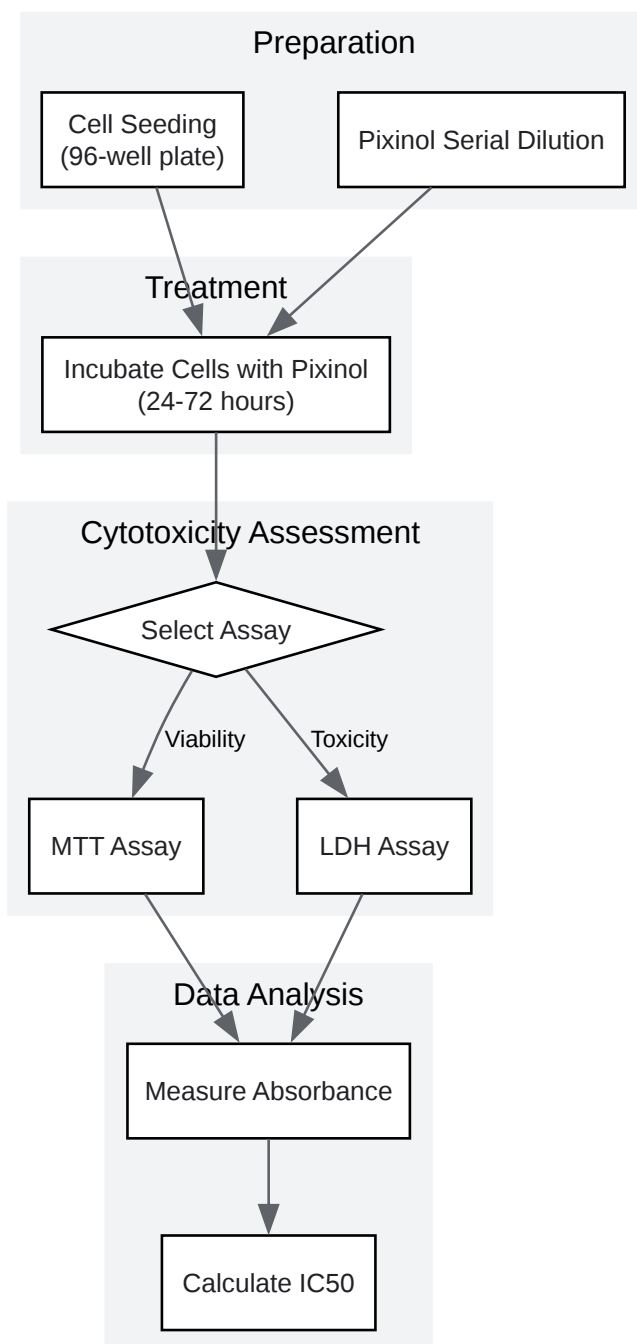 Preparation
Cell Seeding
(96-well plate)
Pixinol Serial Dilution
Treatment
Incubate Cells with Pixinol
(24-72 hours)
Cytotoxicity Assessment
Select Assay
Viability
Toxicity
MTT Assay
LDH Assay
Data Analysis
Measure Absorbance
Calculate IC50